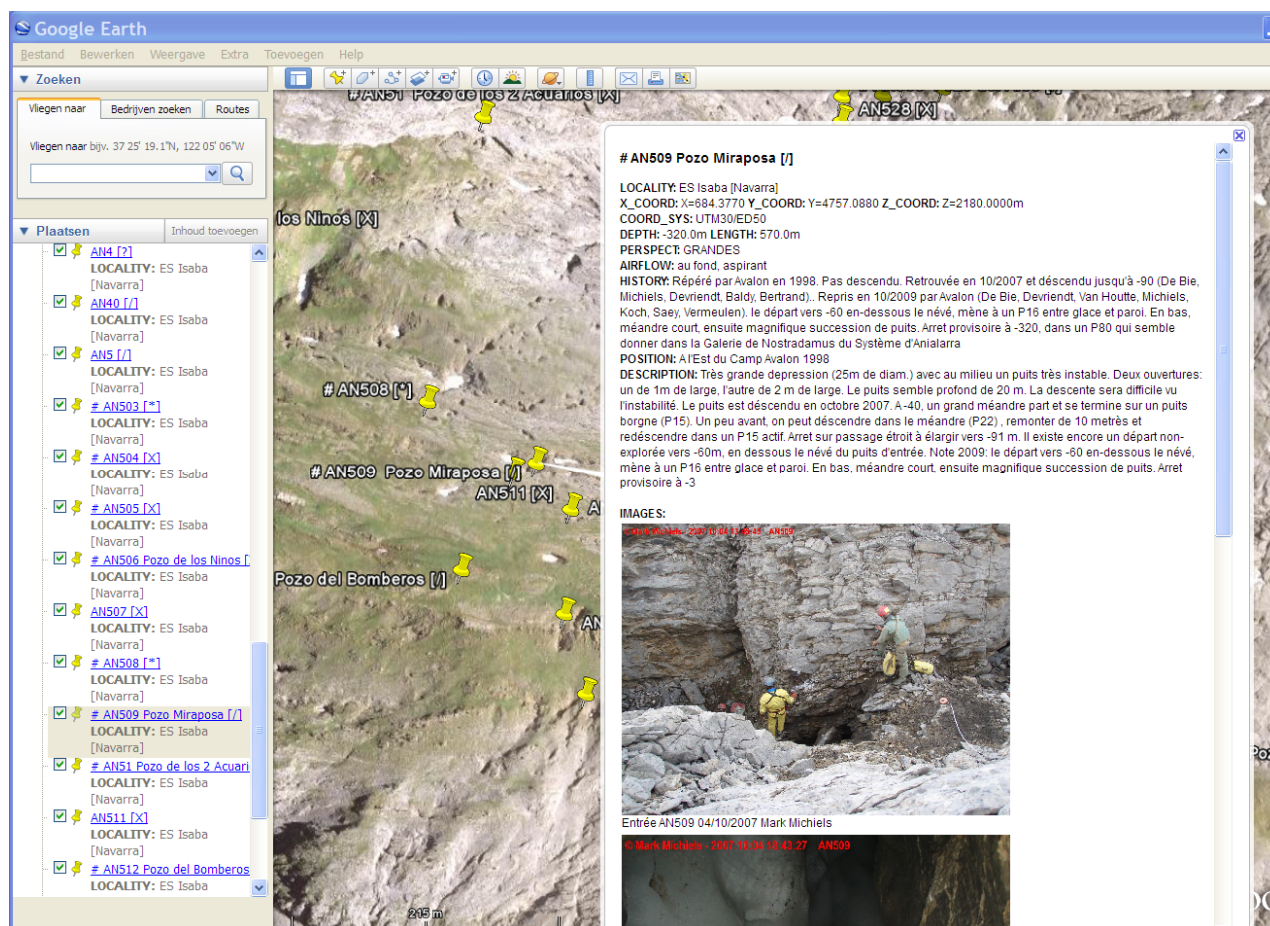 Google Earth
Bestand Bewerken Weergave Extra Toevoegen Help
Zoeken
Vliegen naar Bedrijven zoeken Routes
Vliegen naar bijv. 37 25' 19.1"N, 122 05' 06"W
Plaatsen Inhoud toevoegen
AN4 [?]
LOCALITY: ES Isaba
[Navarra]
AN40 [/]
LOCALITY: ES Isaba
[Navarra]
AN5 [/]
LOCALITY: ES Isaba
[Navarra]
# AN503 [*]
LOCALITY: ES Isaba
[Navarra]
# AN504 [X]
LOCALITY: ES Isaba
[Navarra]
# AN505 [X]
LOCALITY: ES Isaba
[Navarra]
# AN506 Pozo de los Ninos [
LOCALITY: ES Isaba
[Navarra]
AN507 [X]
LOCALITY: ES Isaba
[Navarra]
# AN508 [*]
LOCALITY: ES Isaba
[Navarra]
# AN509 Pozo Miraposa [/]
LOCALITY: ES Isaba
[Navarra]
# AN51 Pozo de los 2 Acuari
LOCALITY: ES Isaba
[Navarra]
AN511 [X]
LOCALITY: ES Isaba
[Navarra]
# AN512 Pozo del Bomberos
LOCALITY: ES Isaba
#AN51 Pozo de los 2 Acuarios [X]
AN528 [X]
los Ninos [X]
# AN508 [*]
# AN509 Pozo Miraposa [/]
AN511 [X]
A
Pozo del Bomberos [/]
AN
215 m
# AN509 Pozo Miraposa [/]
LOCALITY: ES Isaba [Navarra]
X_COORD: X=684.3770 Y_COORD: Y=4757.0880 Z_COORD: Z=2180.0000m
COORD_SYS: UTM30/ED50
DEPTH: -320.0m LENGTH: 570.0m
PERSPECT: GRANDES
AIRFLOW: au fond, aspirant
HISTORY: Répéré par Avalon en 1998. Pas descendu. Retrouvée en 10/2007 et déscendu jusqu'à -90 (De Bie,
Michiels, Devriendt, Baldy, Bertrand).. Repris en 10/2009 par Avalon (De Bie, Devriendt, Van Houtte, Michiels,
Koch, Saey, Vermeulen). le départ vers -60 en-dessous le névé, mène à un P16 entre glace et paroi. En bas,
méandre court, ensuite magnifique succession de puits. Arret provisoire à -320, dans un P80 qui semble
donner dans la Galerie de Nostradamus du Système d'Anialarra
POSITION: A l'Est du Camp Avalon 1998
DESCRIPTION: Très grande depression (25m de diam.) avec au milieu un puits très instable. Deux ouvertures:
un de 1m de large, l'autre de 2 m de large. Le puits semble profond de 20 m. La descente sera difficile vu
l'instabilité. Le puits est déscendu en octobre 2007. A -40, un grand méandre part et se termine sur un puits
borgne (P15). Un peu avant, on peut déscendre dans le méandre (P22) , remonter de 10 metrès et
redéscendre dans un P15 actif. Arret sur passage étroit à élargir vers -91 m. Il existe encore un départ non-
explorée vers -60m, en dessous le névé du puits d'entrée. Note 2009: le départ vers -60 en-dessous le névé,
mène à un P16 entre glace et paroi. En bas, méandre court, ensuite magnifique succession de puits. Arret
provisoire à -3
IMAGES:
© Mark Michiels - 2007 10 04 AN509
Entrée AN509 04/10/2007 Mark Michiels
© Mark Michiels - 2007 10 05 18:43:27 AN509